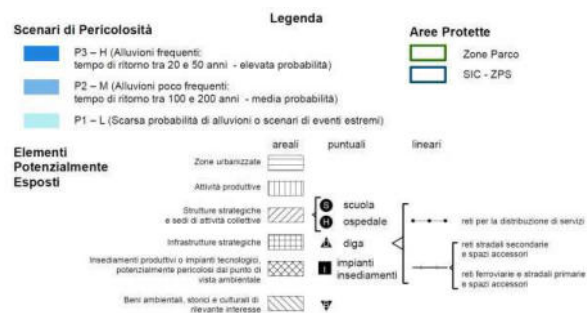 Legenda
Scenari di Pericolosità
P3 – H (Alluvioni frequenti:
tempo di ritorno tra 20 e 50 anni - elevata probabilità)
P2 – M (Alluvioni poco frequenti:
tempo di ritorno tra 100 e 200 anni - media probabilità)
P1 – L (Scarsa probabilità di alluvioni o scenari di eventi estremi)
Aree Protette
Zone Parco
SIC - ZPS
Elementi
Potenzialmente
Esposti
areali puntuali lineari
Zone urbanizzate
Attività produttive
Strutture strategiche
e sedi di attività collettive
S scuola
H ospedale
Infrastrutture strategiche
diga
Insediamenti produttivi o impianti tecnologici,
potenzialmente pericolosi dal punto di
vista ambientale
I impianti
insediamenti
Beni ambientali, storici e culturali di
rilevante interesse
reti per la distribuzione di servizi
reti stradali secondarie
e spazi accessori
reti ferroviarie e stradali primarie
e spazi accessori